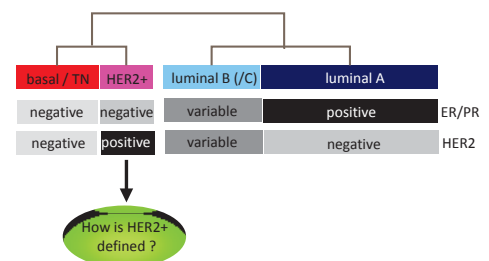 basal / TN HER2+ luminal B (/C) luminal A
negative negative variable positive ER/PR
negative positive variable negative HER2
How is HER2+
defined ?